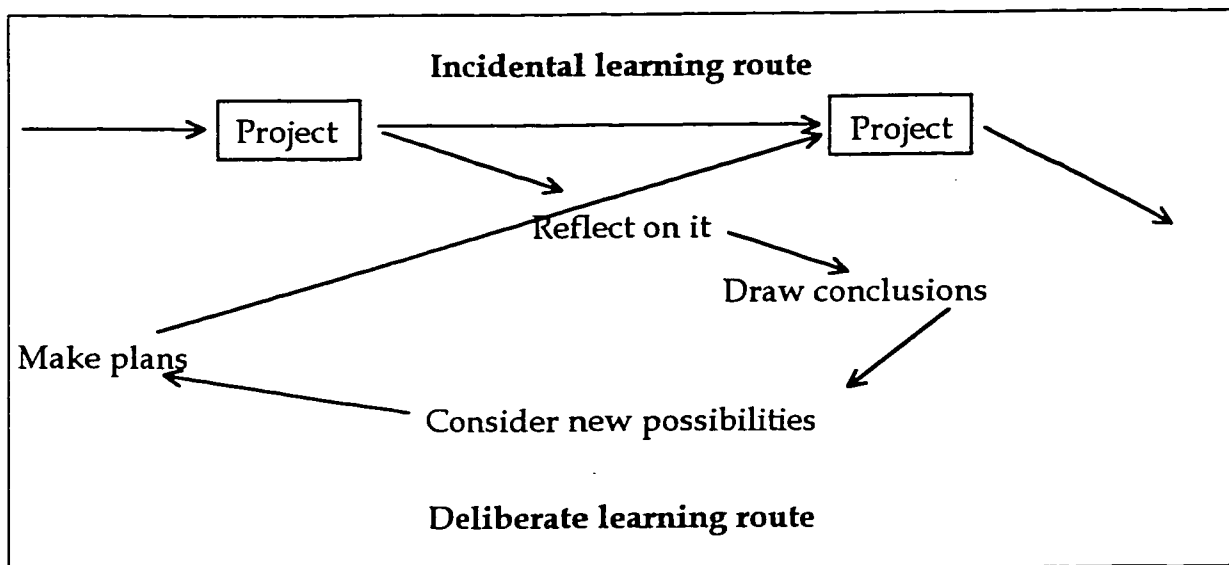 Incidental learning route
Project
Project
Reflect on it
Draw conclusions
Make plans
Consider new possibilities
Deliberate learning route